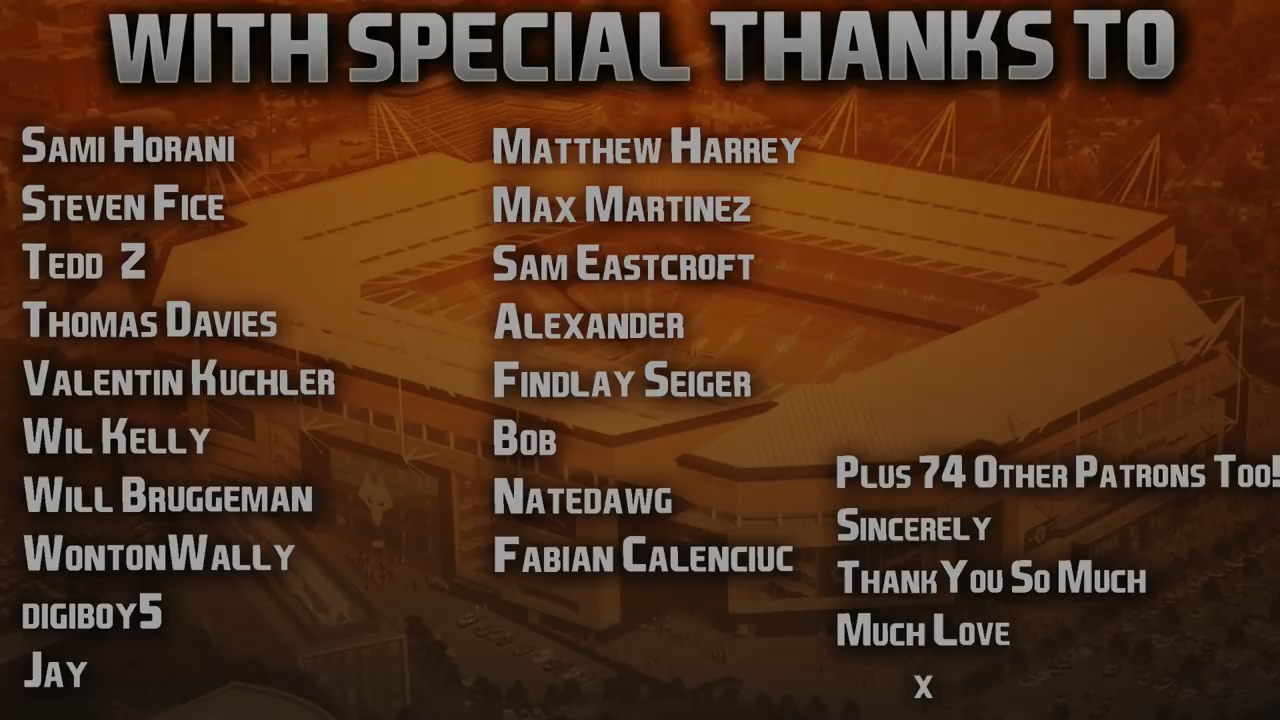 WITH SPECIAL THANKS TO
Sami Horani
Steven Fice
Tedd Z
Thomas Davies
Valentin Kuchler
Wil Kelly
Will Bruggeman
WontonWally
digiboy5
Jay
Matthew Harrey
Max Martinez
Sam Eastcroft
Alexander
Findlay Seiger
Bob
Natedawg
Fabian Calenciuc
Plus 74 Other Patrons Too!
Sincerely
Thank You So Much
Much Love
x